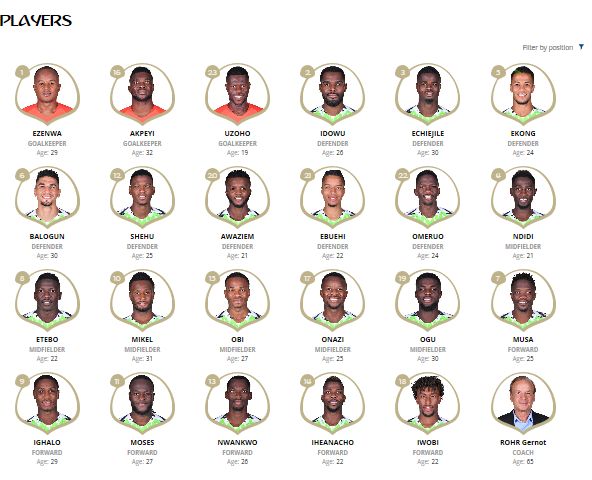 PLAYERS
Filter by position
1 16 23 2 3 5
EZENWA AKPEYI UZOHO IDOWU ECHIEJILE EKONG
GOALKEEPER GOALKEEPER GOALKEEPER DEFENDER DEFENDER DEFENDER
Age: 29 Age: 32 Age: 19 Age: 26 Age: 30 Age: 24
6 12 20 21 22 4
BALOGUN SHEHU AWAZIEM EBUEHI OMERUO NDIDI
DEFENDER DEFENDER DEFENDER DEFENDER DEFENDER MIDFIELDER
Age: 30 Age: 25 Age: 21 Age: 22 Age: 24 Age: 21
8 10 15 17 19 7
ETEBO MIKEL OBI ONAZI OGU MUSA
MIDFIELDER MIDFIELDER MIDFIELDER MIDFIELDER MIDFIELDER FORWARD
Age: 22 Age: 31 Age: 27 Age: 25 Age: 30 Age: 25
9 11 13 14 18
IGHALO MOSES NWANKWO IHEANACHO IWOBI ROHR Gernot
FORWARD FORWARD FORWARD FORWARD FORWARD COACH
Age: 29 Age: 27 Age: 26 Age: 22 Age: 22 Age: 65